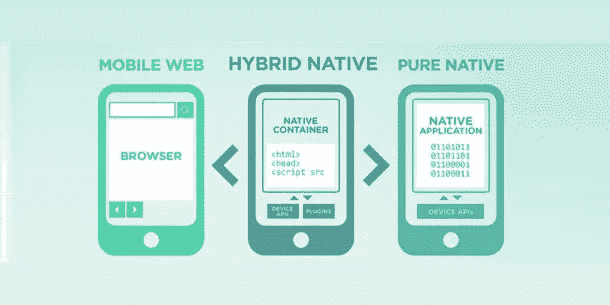 MOBILE WEB
HYBRID NATIVE
PURE NATIVE
BROWSER
NATIVE
CONTAINER
<html>
<head>
<script src
DEVICE
APIs
PLUGINS
NATIVE
APPLICATION
01101011
01101101
01100001
01100011
DEVICE APIs